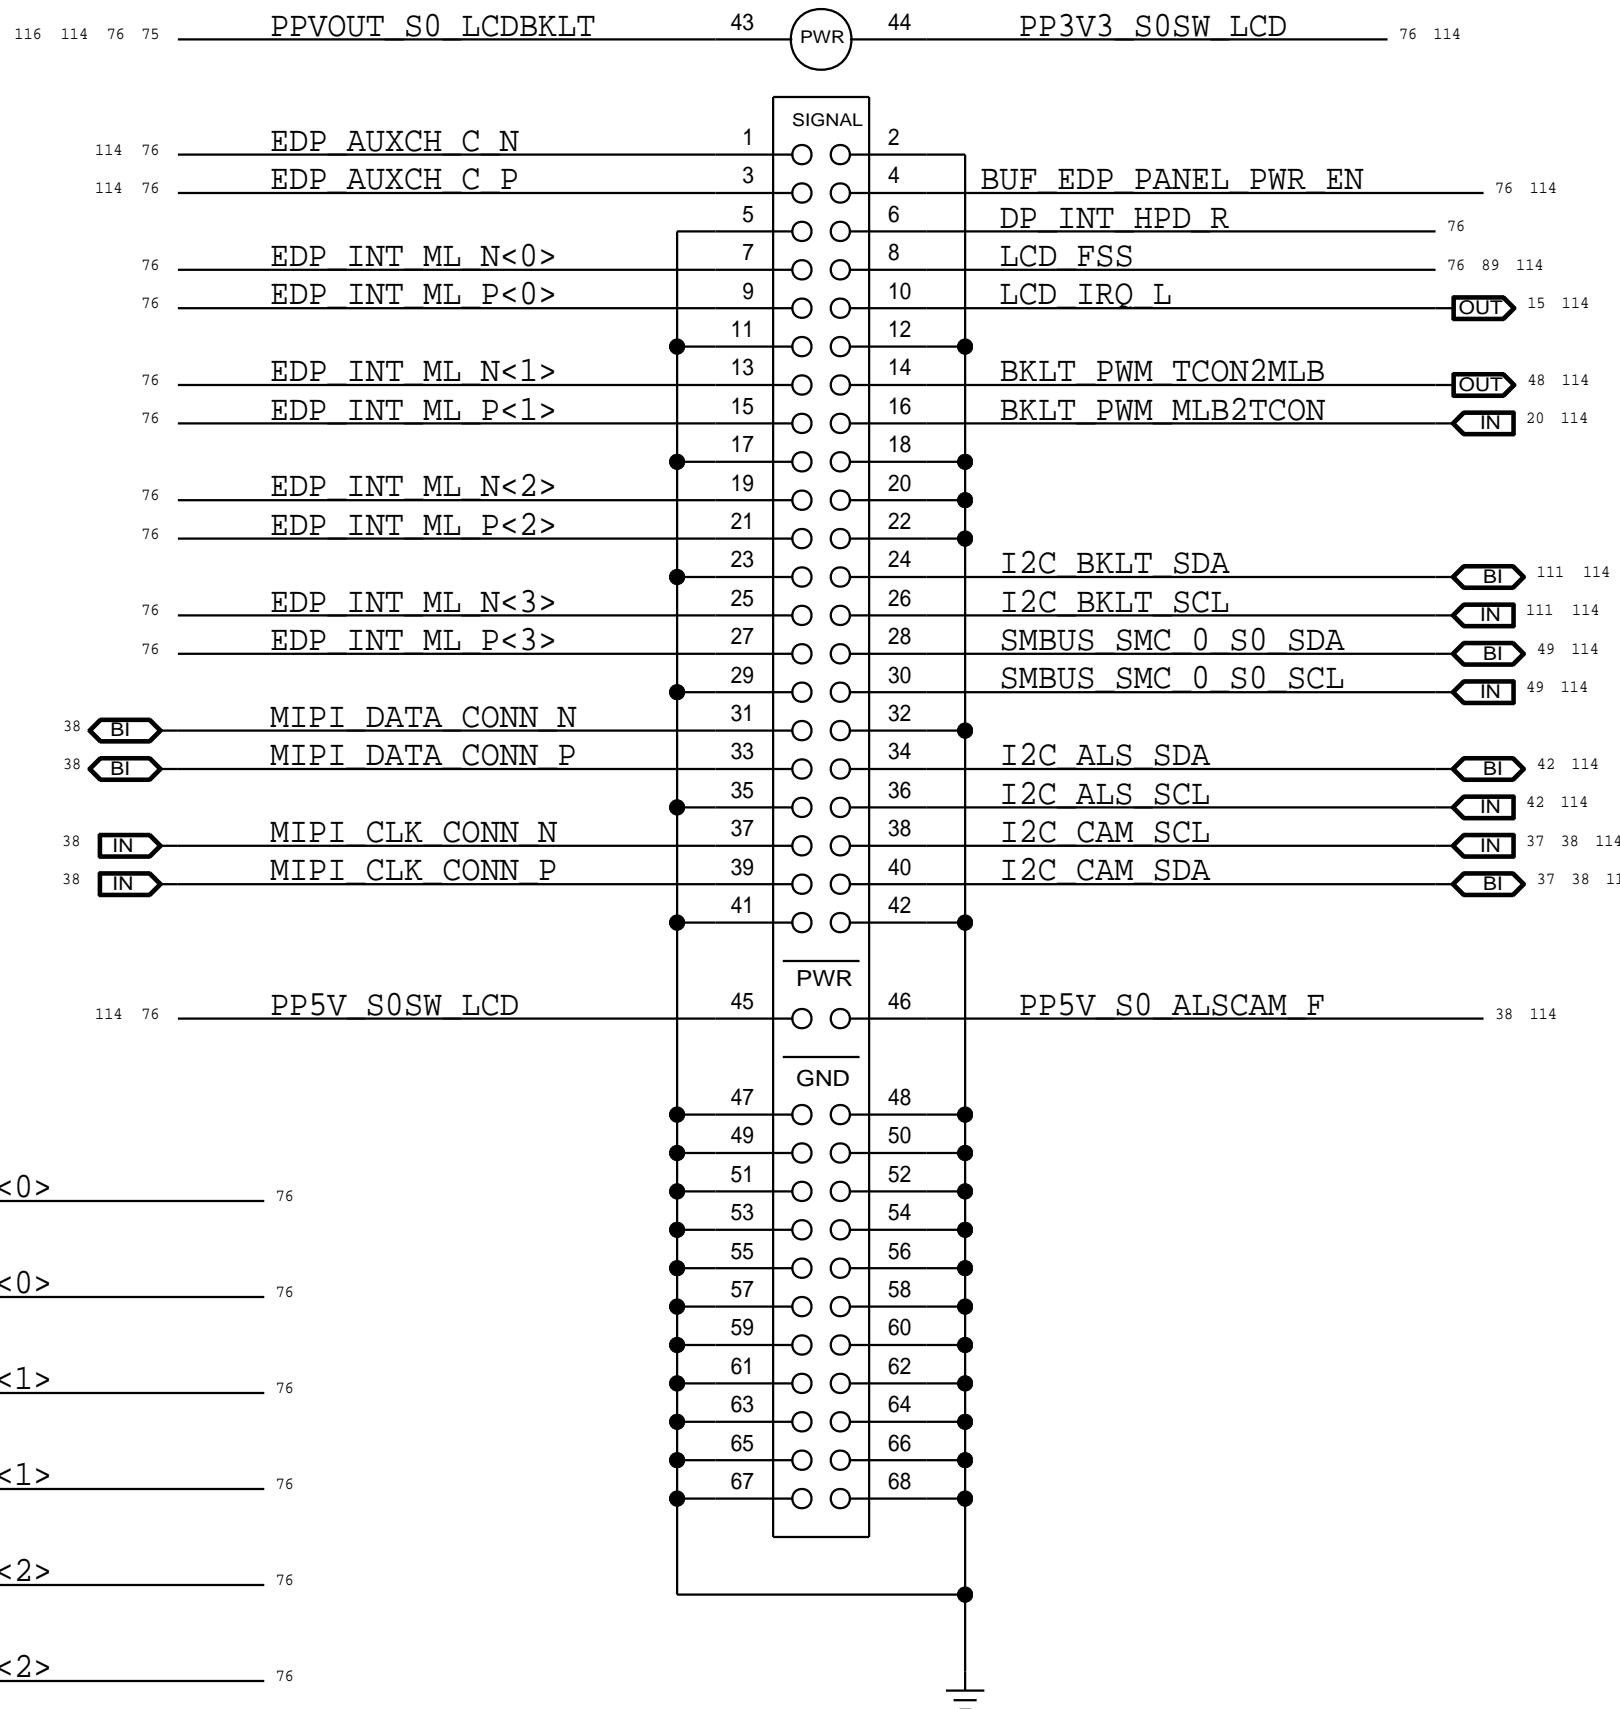 116 114 76 75 PPVOUT_S0_LCDBKLT 43 PWR 44 PP3V3_S0SW_LCD 76 114
SIGNAL
114 76 EDP_AUXCH_C_N 1 2
114 76 EDP_AUXCH_C_P 3 4 BUF_EDP_PANEL_PWR_EN 76 114
5 6 DP_INT_HPD_R 76
76 EDP_INT_ML_N<0> 7 8 LCD_FSS 76 89 114
76 EDP_INT_ML_P<0> 9 10 LCD_IRQ_L OUT 15 114
11 12
76 EDP_INT_ML_N<1> 13 14 BKLT_PWM_TCON2MLB OUT 48 114
76 EDP_INT_ML_P<1> 15 16 BKLT_PWM_MLB2TCON IN 20 114
17 18
76 EDP_INT_ML_N<2> 19 20
76 EDP_INT_ML_P<2> 21 22
23 24 I2C_BKLT_SDA BI 111 114
76 EDP_INT_ML_N<3> 25 26 I2C_BKLT_SCL IN 111 114
76 EDP_INT_ML_P<3> 27 28 SMBUS_SMC_0_S0_SDA BI 49 114
29 30 SMBUS_SMC_0_S0_SCL IN 49 114
38 BI MIPI_DATA_CONN_N 31 32
38 BI MIPI_DATA_CONN_P 33 34 I2C_ALS_SDA BI 42 114
35 36 I2C_ALS_SCL IN 42 114
38 IN MIPI_CLK_CONN_N 37 38 I2C_CAM_SCL IN 37 38 114
38 IN MIPI_CLK_CONN_P 39 40 I2C_CAM_SDA BI 37 38 11
41 42
PWR
114 76 PP5V_S0SW_LCD 45 46 PP5V_S0_ALSCAM_F 38 114
GND
47 48
49 50
51 52
<0> 76
53 54
55 56
<0> 76
57 58
59 60
61 62
<1> 76
63 64
65 66
67 68
<1> 76
<2> 76
<2> 76